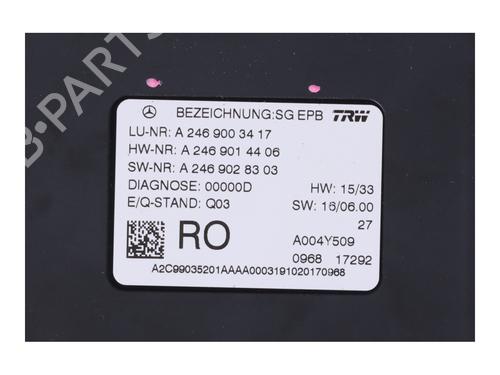 B-PARTS
BEZEICHNUNG:SG EPB TRW
LU-NR: A 246 900 34 17
HW-NR: A 246 901 44 06
SW-NR: A 246 902 83 03
DIAGNOSE: 00000D HW: 15/33
E/Q-STAND: Q03 SW: 16/06.00
27
RO A004Y509
0968 17292
A2C99035201AAAA0003191020170968